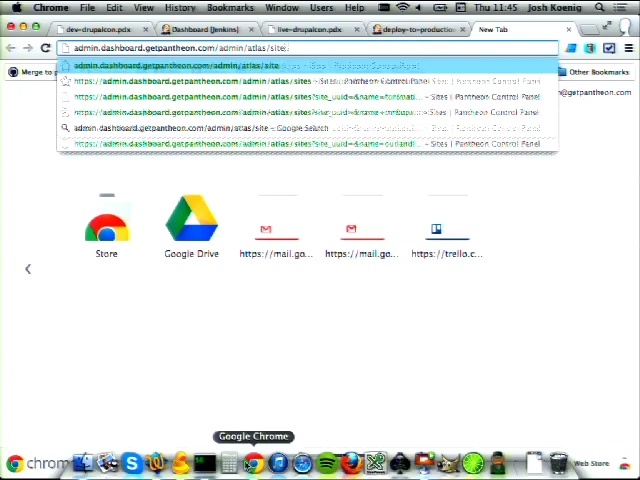 Chrome File Edit View History Bookmarks Window Help Thu 11:45 Josh Koenig
dev-drupalcon.pdx Dashboard [Jenkins] live-drupalcon.pdx deploy-to-production New Tab
admin.dashboard.getpantheon.com/admin/atlas/site
Merge to p Other Bookmarks
admin.dashboard.getpantheon.com/admin/atlas/site
https://admin.dashboard.getpantheon.com/admin/atlas/sites
https://admin.dashboard.getpantheon.com/admin/atlas/sites?site_uuid=&name= – Sites | Pantheon Control Panel
https://admin.dashboard.getpantheon.com/admin/atlas/sites?site_uuid=&name= – Sites | Pantheon Control Panel
admin.dashboard.getpantheon.com/admin/atlas/site – Google Search
https://admin.dashboard.getpantheon.com/admin/atlas/sites?site_uuid=&name= – Sites | Pantheon Control Panel
@getpantheon.com
Store Google Drive https://mail.go... https://mail.go... https://trello.c...
Google Chrome
chrome Web Store